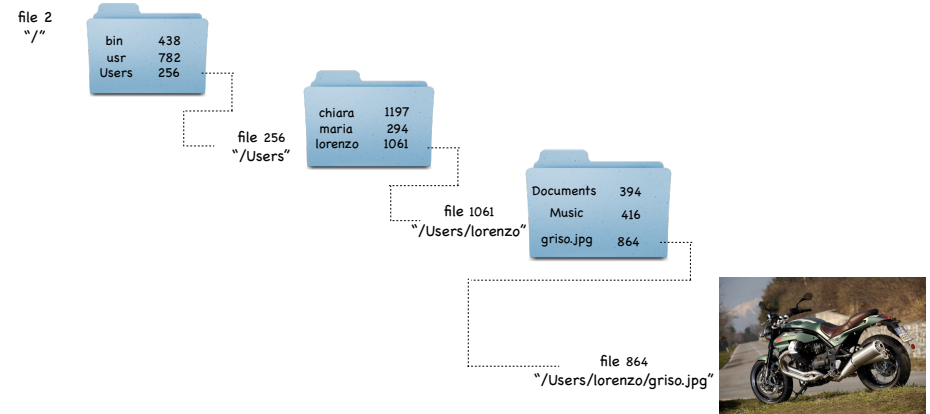 file 2
“/”
bin 438
usr 782
Users 256
file 256
“/Users”
chiara 1197
maria 294
lorenzo 1061
file 1061
“/Users/lorenzo”
Documents 394
Music 416
griso.jpg 864
file 864
“/Users/lorenzo/griso.jpg”